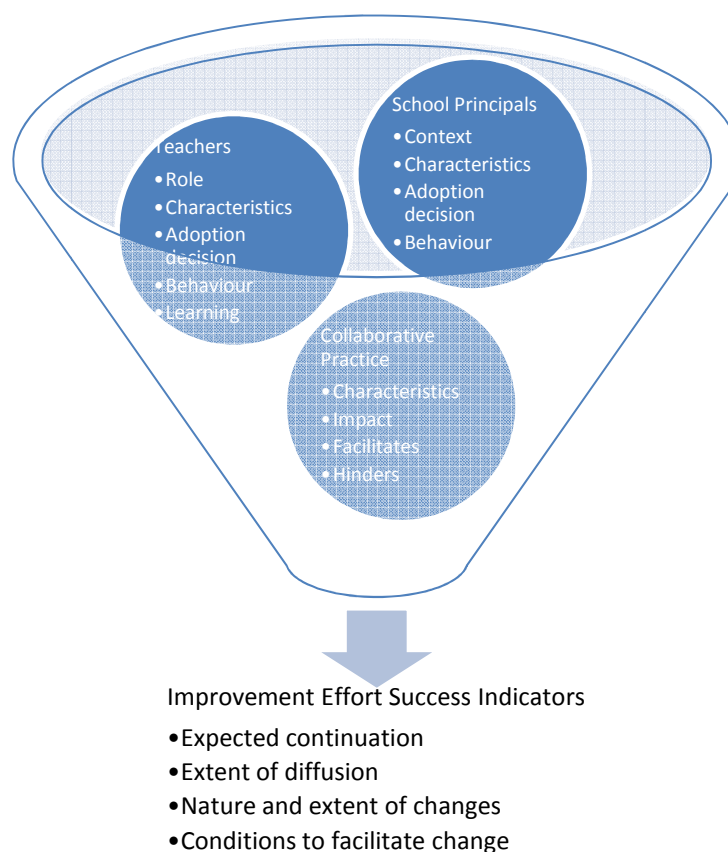 School Principals
•Context
•Characteristics
•Adoption
decision
•Behaviour
Teachers
•Role
•Characteristics
•Adoption
decision
•Behaviour
•Learning
Collaborative
Practice
•Characteristics
•Impact
•Facilitates
•Hinders
Improvement Effort Success Indicators
•Expected continuation
•Extent of diffusion
•Nature and extent of changes
•Conditions to facilitate change